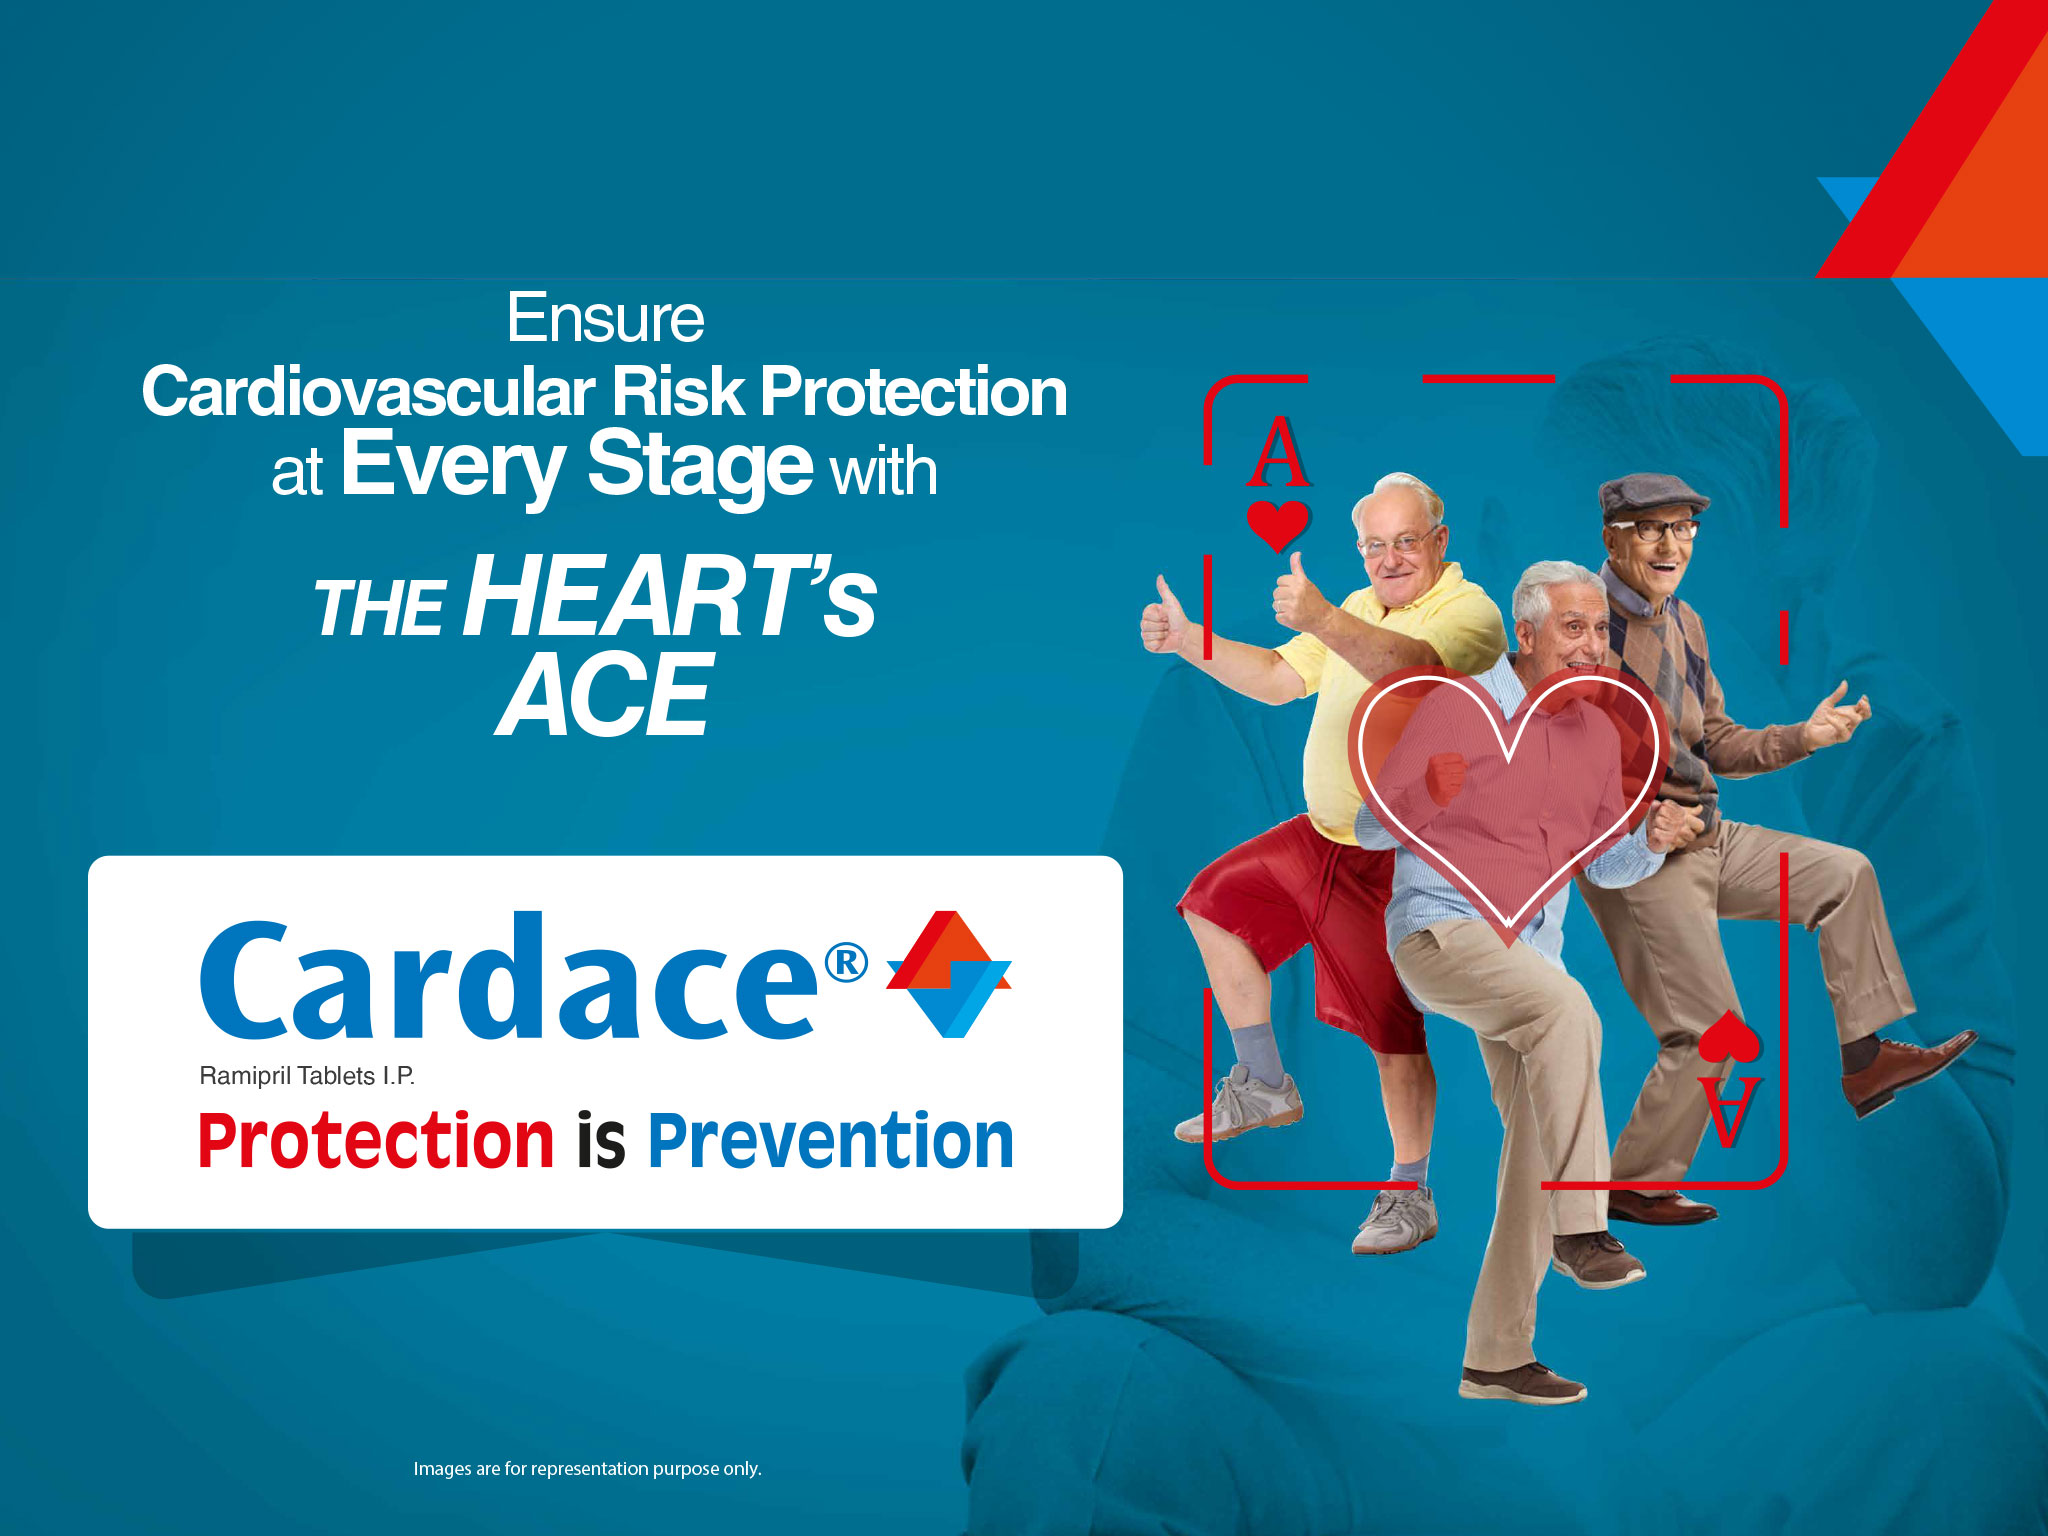 Ensure
Cardiovascular Risk Protection
at Every Stage with
THE HEART's
ACE
Cardace®
Ramipril Tablets I.P.
Protection is Prevention
Images are for representation purpose only.
A
A